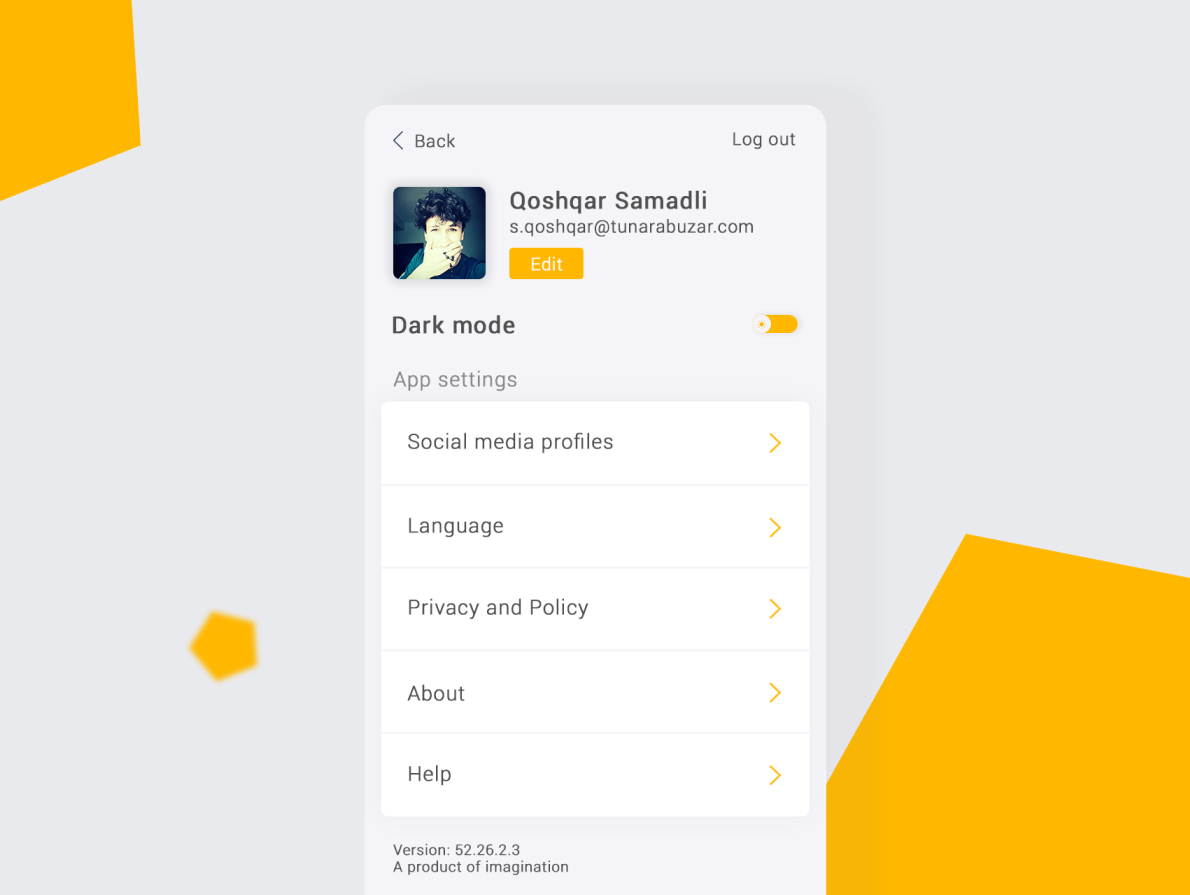 Back
Log out
Qoshqar Samadli
s.qoshqar@tunarabuzar.com
Edit
Dark mode
App settings
Social media profiles
Language
Privacy and Policy
About
Help
Version: 52.26.2.3
A product of imagination